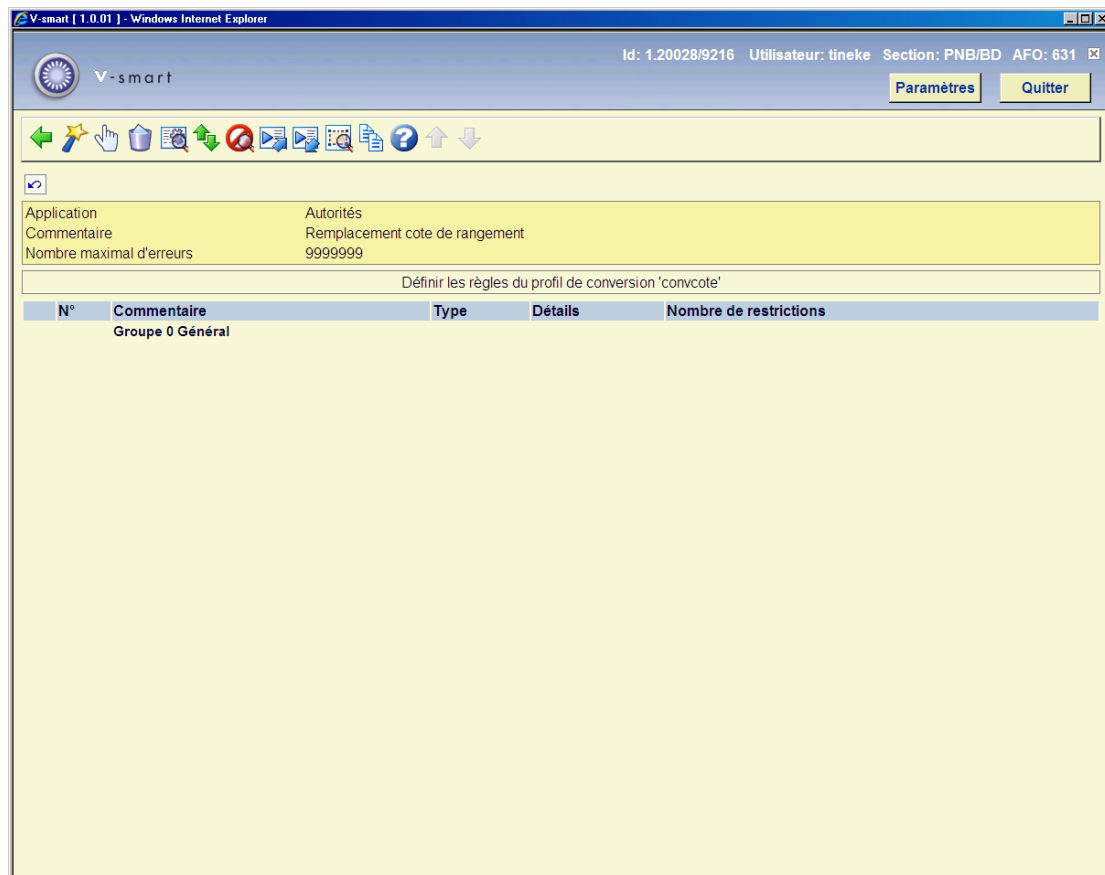 V-smart [ 1.0.01 ] - Windows Internet Explorer
Id: 1.20028/9216 Utilisateur: tineke Section: PNB/BD AFO: 631
V-smart
Paramètres Quitter
Application Autorités
Commentaire Remplacement cote de rangement
Nombre maximal d'erreurs 9999999
Définir les règles du profil de conversion 'convcote'
N° Commentaire Type Détails Nombre de restrictions
Groupe 0 Général